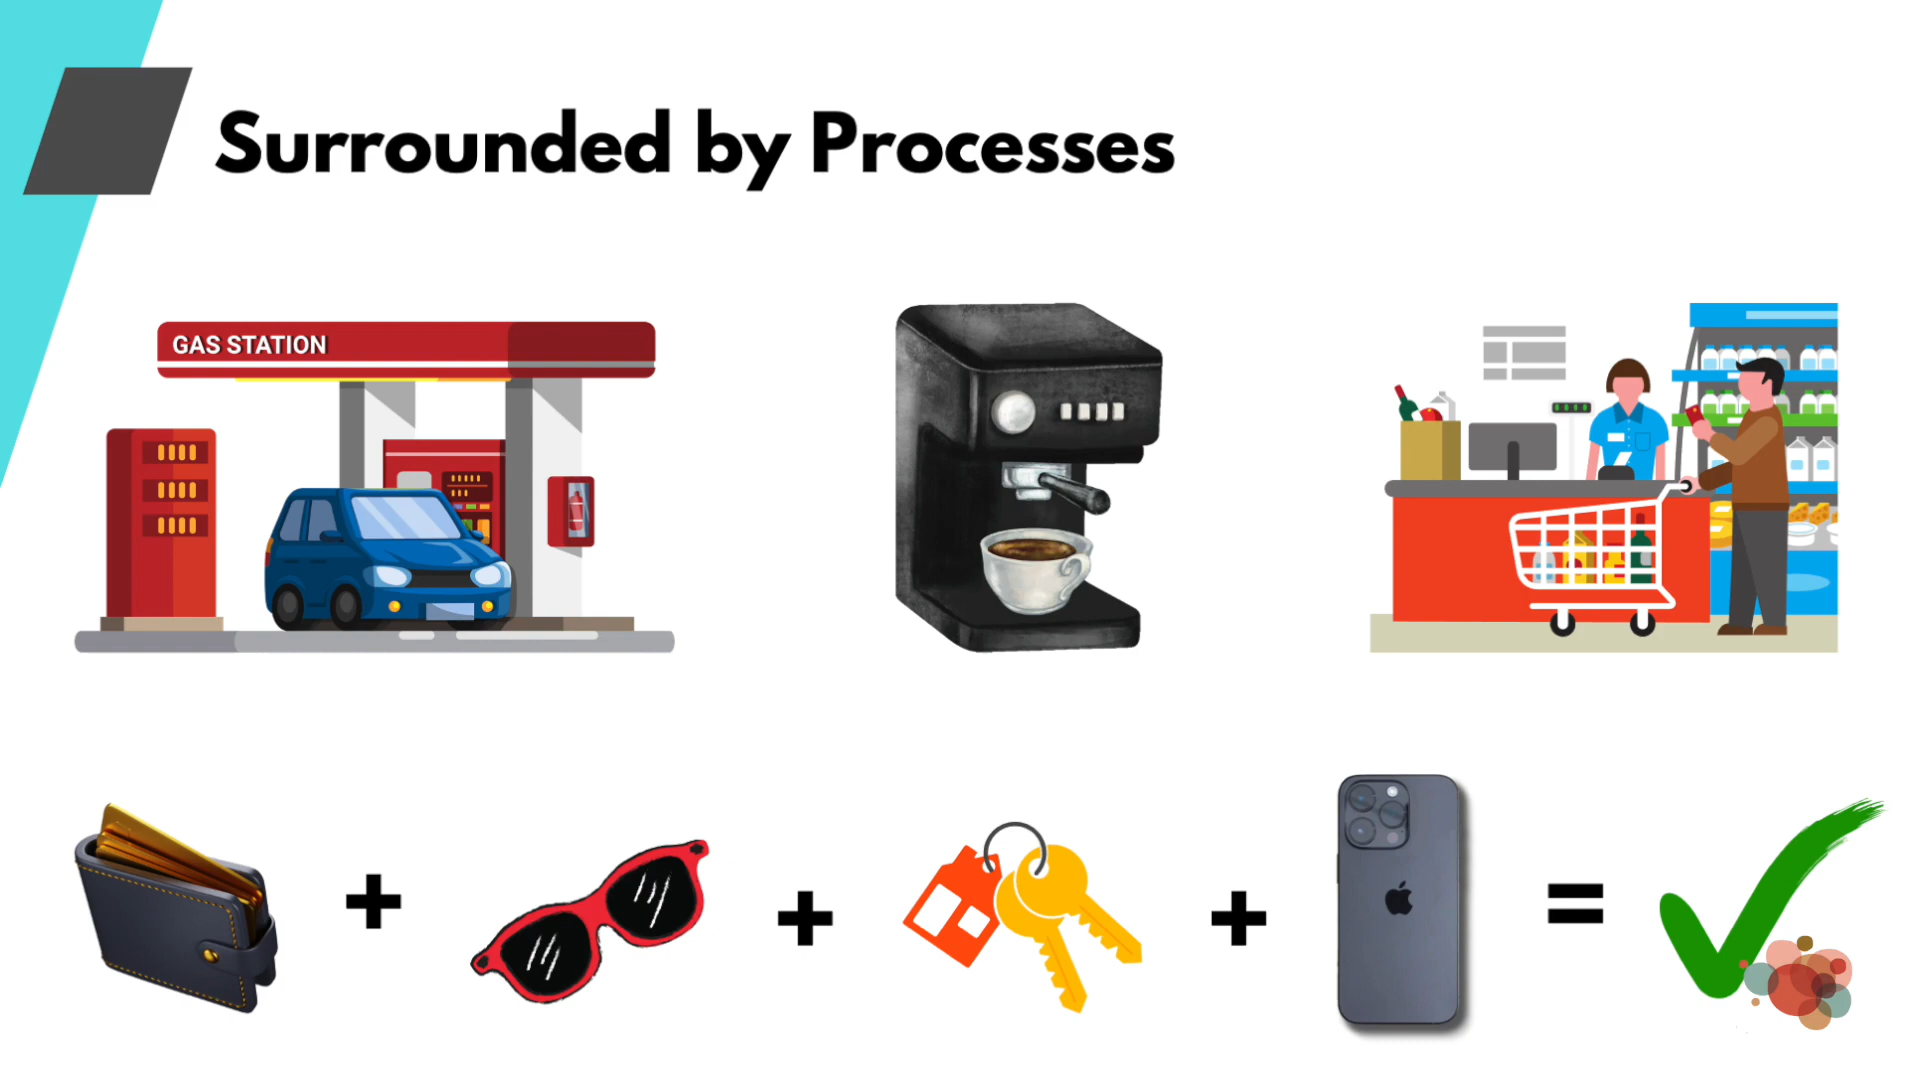 Surrounded by Processes
GAS STATION
+
+
+
=